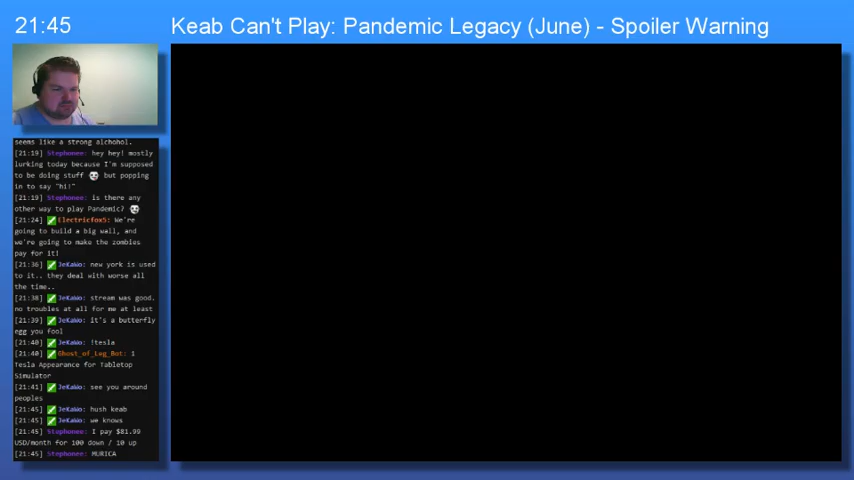 21:45
Keab Can't Play: Pandemic Legacy (June) - Spoiler Warning
seems like a strong alchohol.
[21:19] Stephonee: hey hey! mostly
lurking today because I'm supposed
to be doing stuff but popping
in to say "hi!"
[21:19] Stephonee: is there any
other way to play Pandemic?
[21:24] Electricfox5: We're
going to build a big wall, and
we're going to make the zombies
pay for it!
[21:36] JeKaWo: new york is used
to it.. they deal with worse all
the time..
[21:38] JeKaWo: stream was good.
no troubles at all for me at least
[21:39] JeKaWo: it's a butterfly
egg you fool
[21:40] JeKaWo: !tesla
[21:40] Ghost_of_Lug_Bot: 1
Tesla Appearance for Tabletop
Simulator
[21:41] JeKaWo: see you around
peoples
[21:45] JeKaWo: hush keab
[21:45] JeKaWo: we knows
[21:45] Stephonee: I pay $81.99
USD/month for 100 down / 10 up
[21:45] Stephonee: MURICA